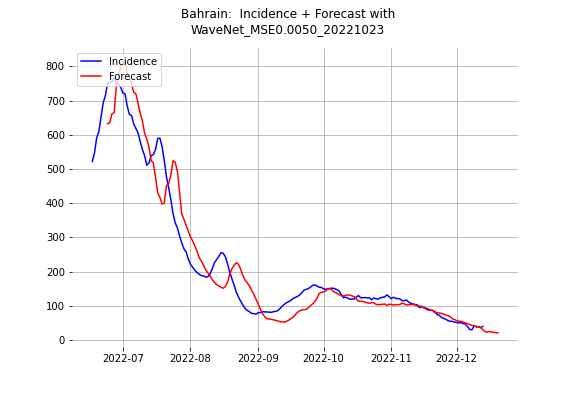 Bahrain:  Incidence + Forecast with
WaveNet_MSE0.0050_20221023
Incidence
Forecast
800
700
600
500
400
300
200
100
0
2022-07 2022-08 2022-09 2022-10 2022-11 2022-12